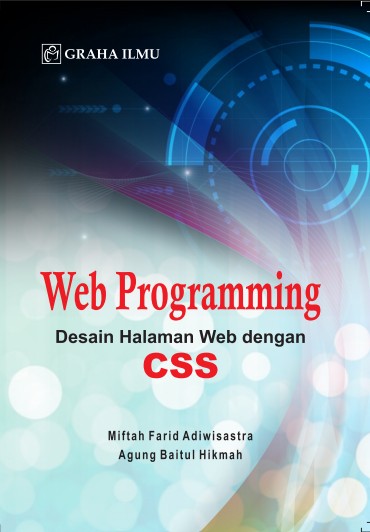 GRAHA ILMU
Web Programming
Desain Halaman Web dengan
CSS
Miftah Farid Adiwisastra
Agung Baitul Hikmah